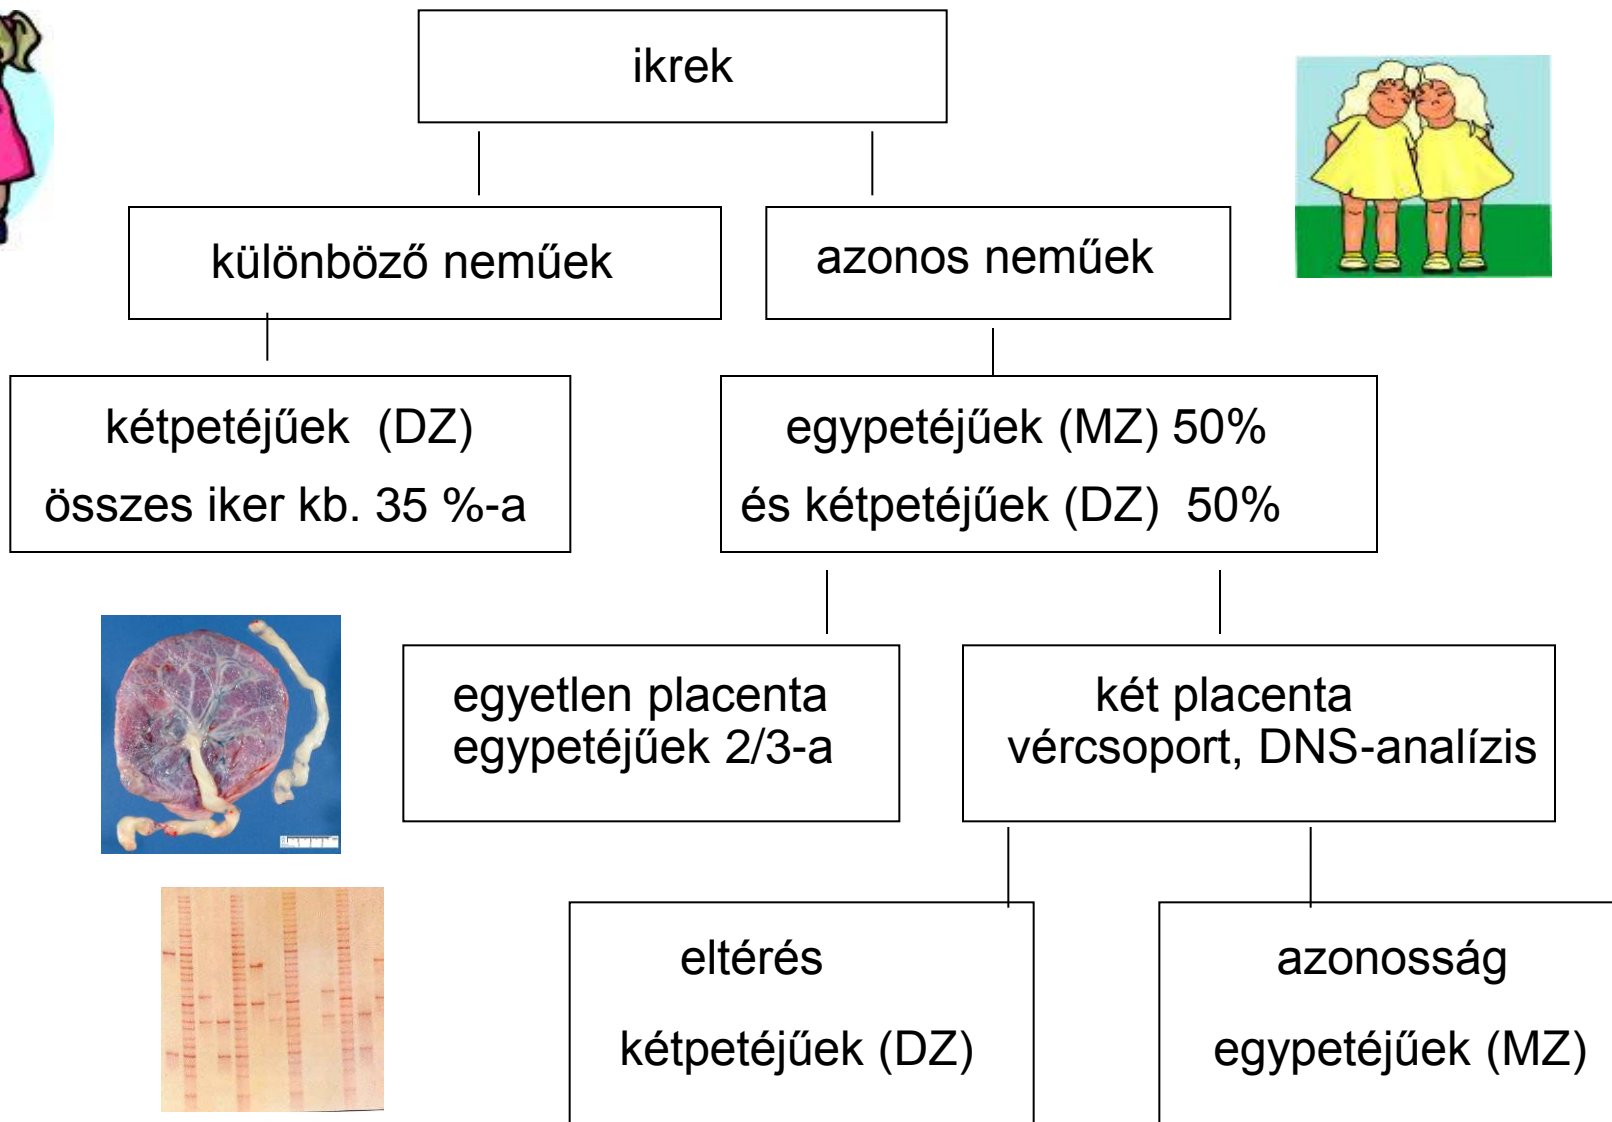 ikrek
különböző neműek
azonos neműek
kétpetéjűek (DZ)
összes iker kb. 35 %-a
egypetéjűek (MZ) 50%
és kétpetéjűek (DZ) 50%
egyetlen placenta
egypetéjűek 2/3-a
két placenta
vércsoport, DNS-analízis
eltérés
kétpetéjűek (DZ)
azonosság
egypetéjűek (MZ)